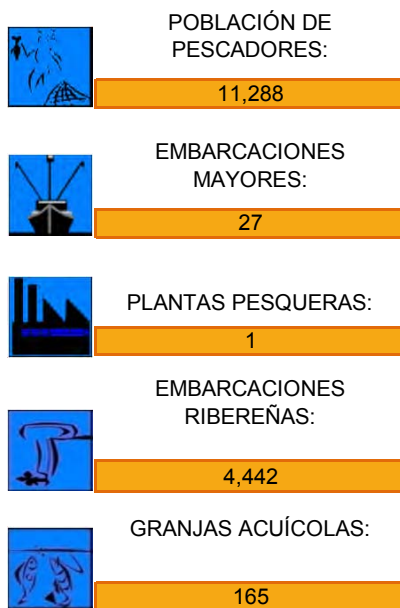 POBLACIÓN DE
PESCADORES:
11,288
EMBARCACIONES
MAYORES:
27
PLANTAS PESQUERAS:
1
EMBARCACIONES
RIBEREÑAS:
4,442
GRANJAS ACUÍCOLAS:
165